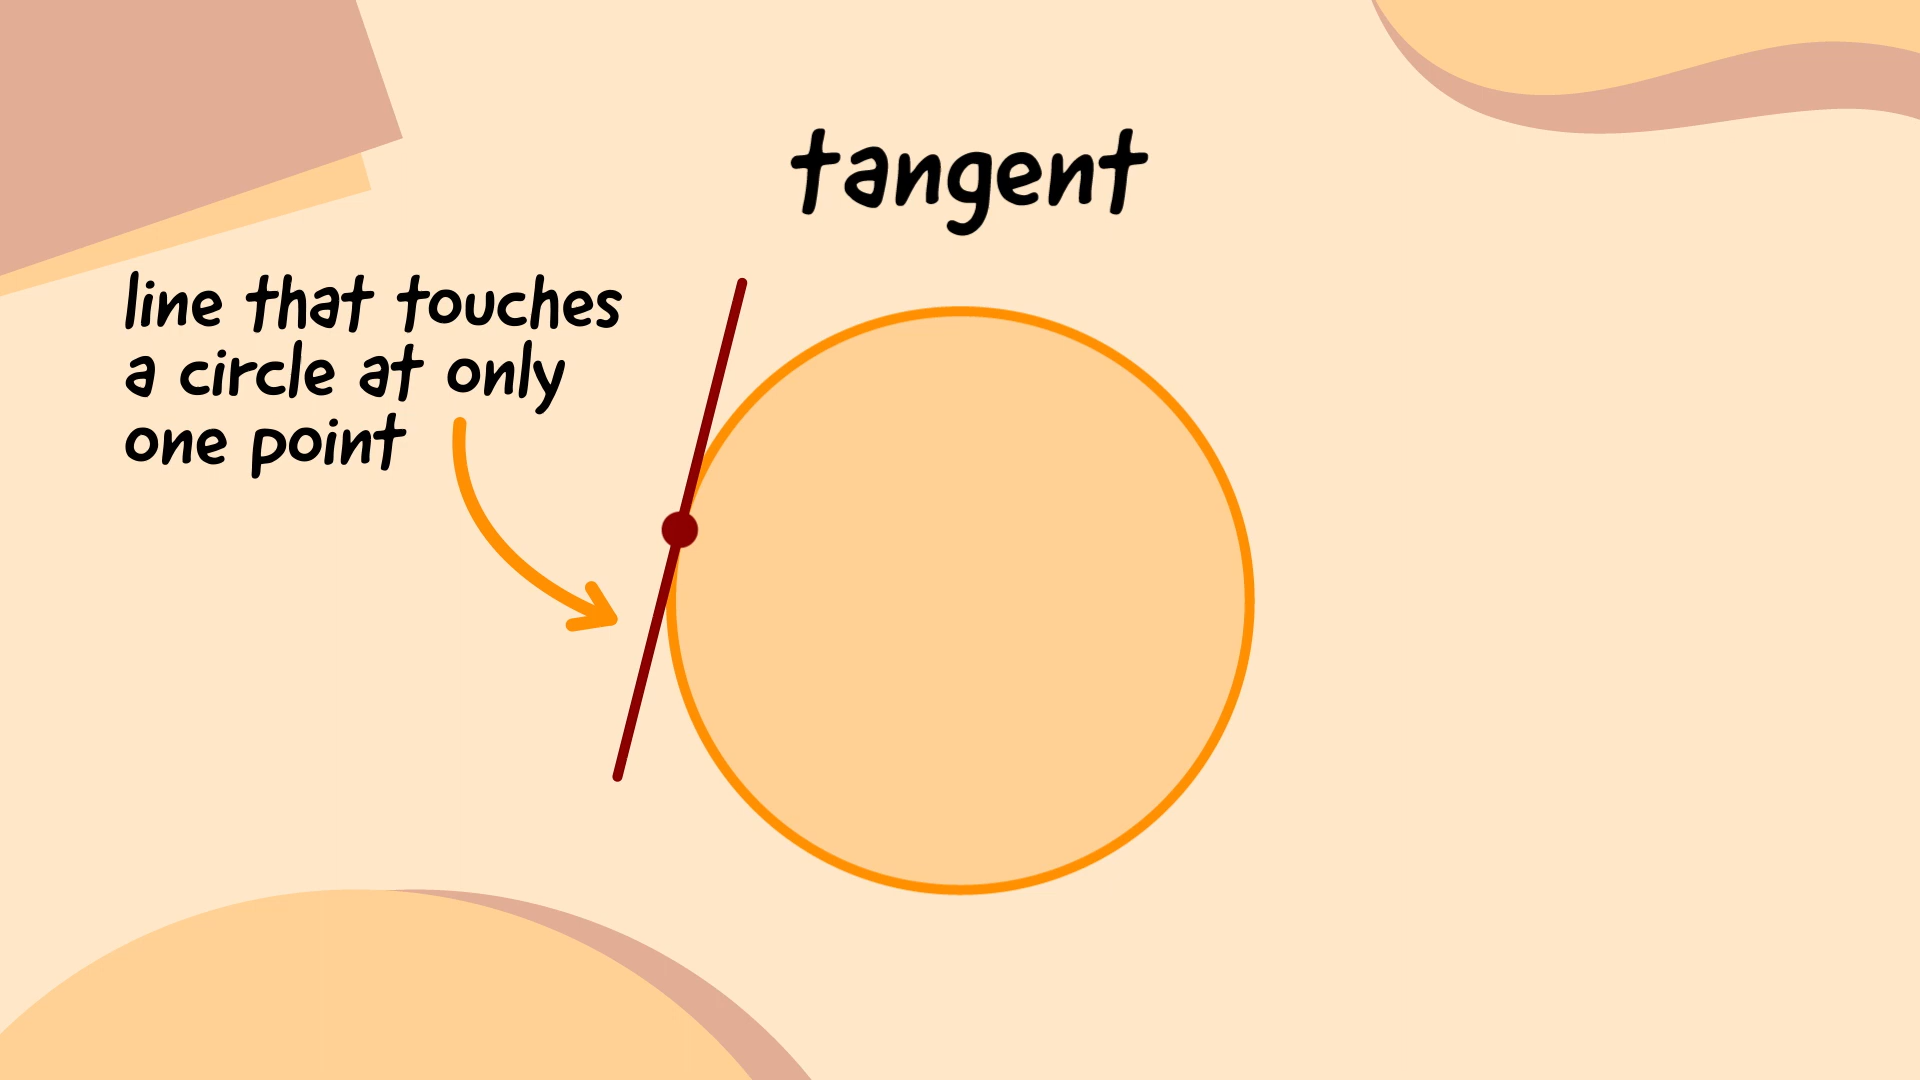 tangent
line that touches
a circle at only
one point